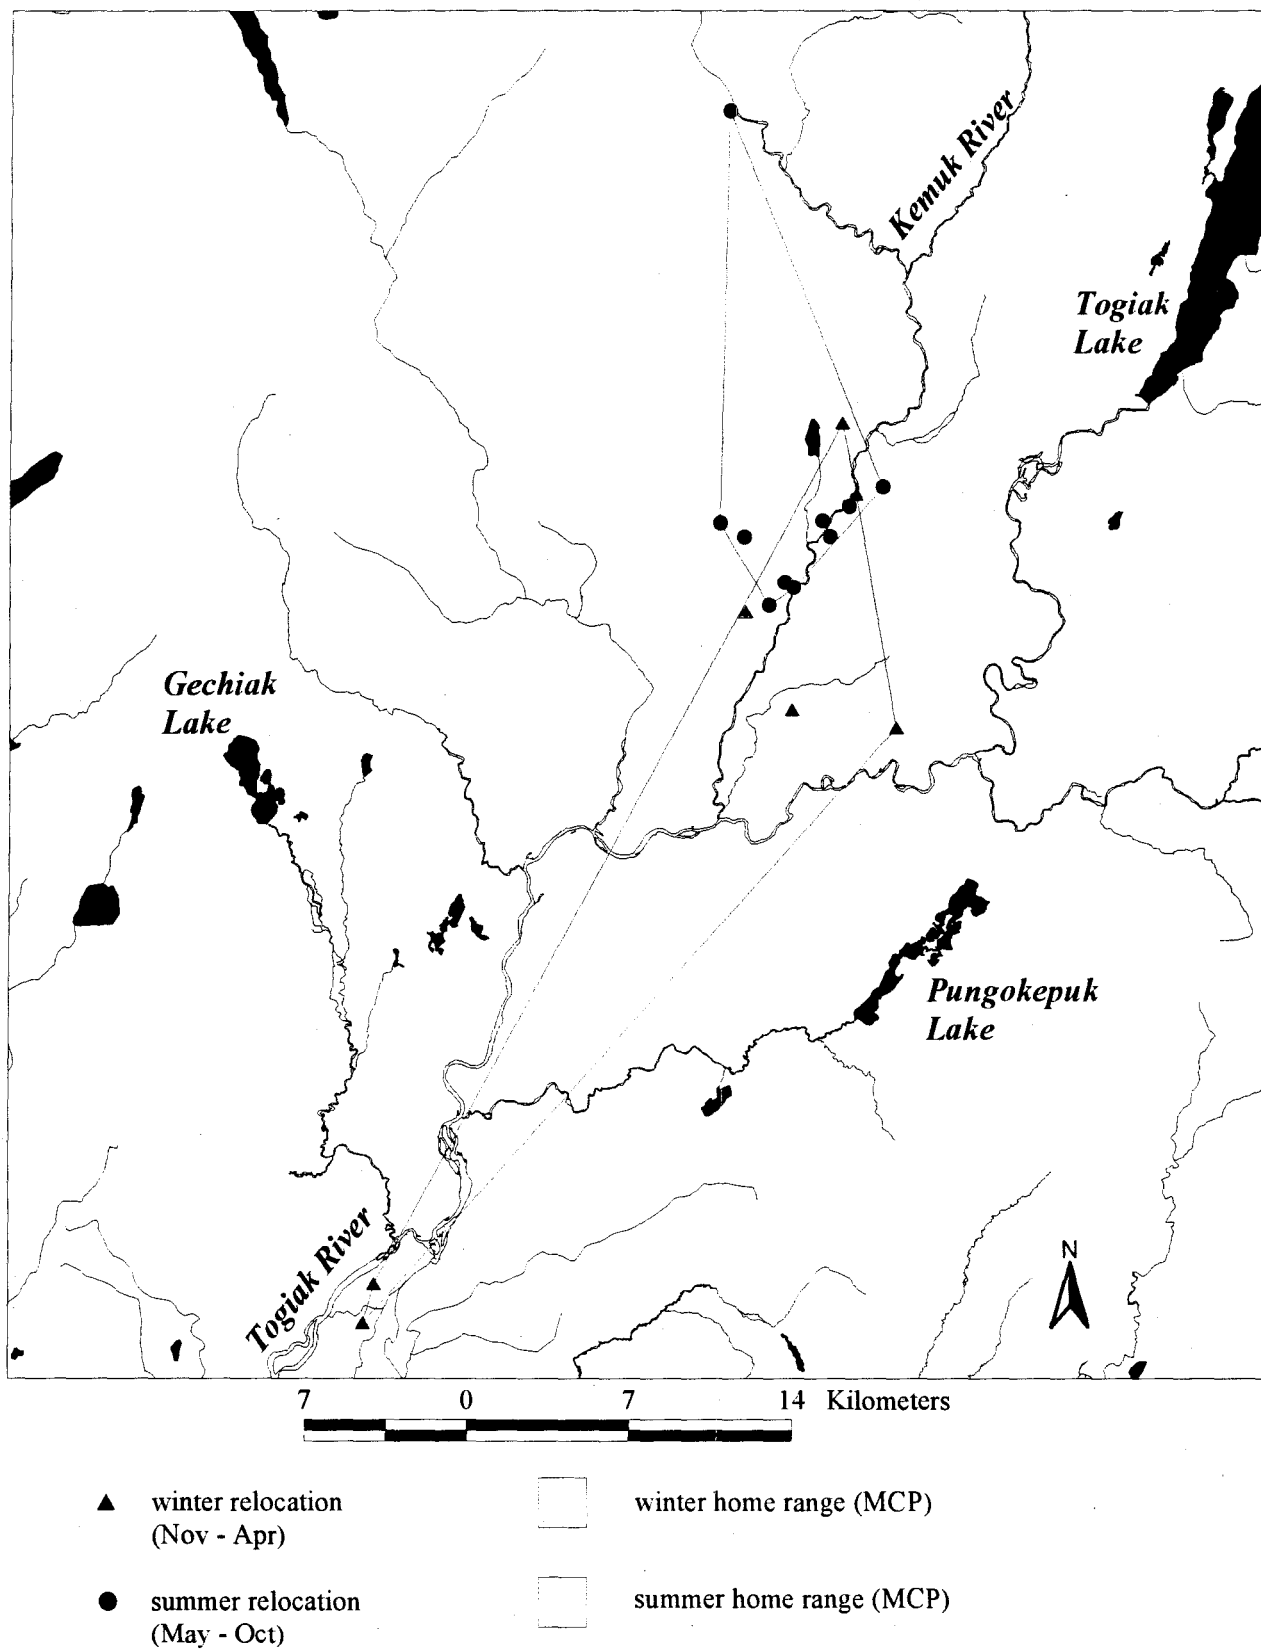 Kemuk River
Togiak
Lake
Gechiak
Lake
Pungokepuk
Lake
Togiak River
N
7 0 7 14 Kilometers
winter relocation
(Nov - Apr)
winter home range (MCP)
summer relocation
(May - Oct)
summer home range (MCP)